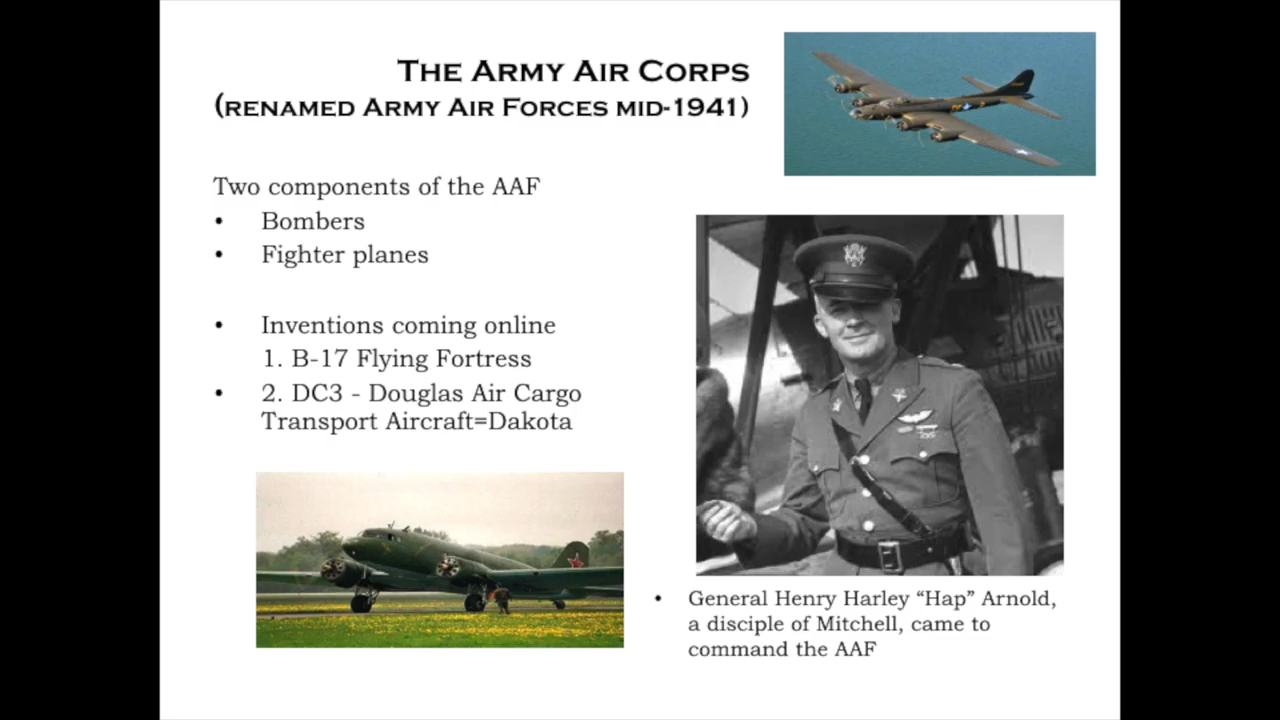 The Army Air Corps
(renamed Army Air Forces mid-1941)
Two components of the AAF
• Bombers
• Fighter planes
• Inventions coming online
1. B-17 Flying Fortress
• 2. DC3 - Douglas Air Cargo
Transport Aircraft=Dakota
• General Henry Harley “Hap” Arnold,
a disciple of Mitchell, came to
command the AAF